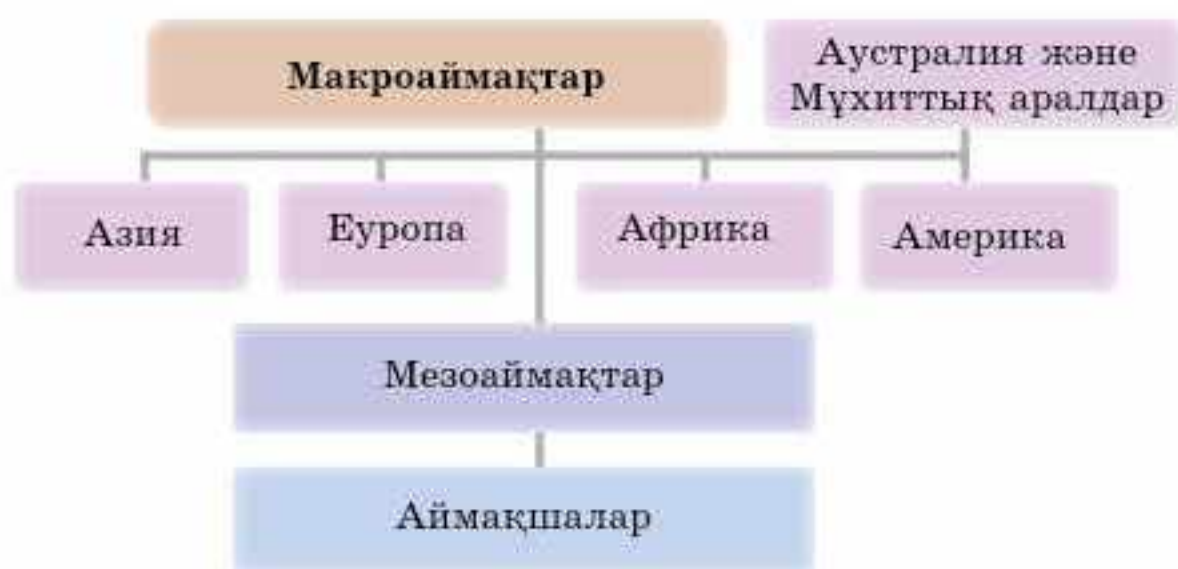 Макроаймақтар
Аустралия және
Мұхиттық аралдар
Азия
Еуропа
Африка
Америка
Мезоаймақтар
Аймақшалар